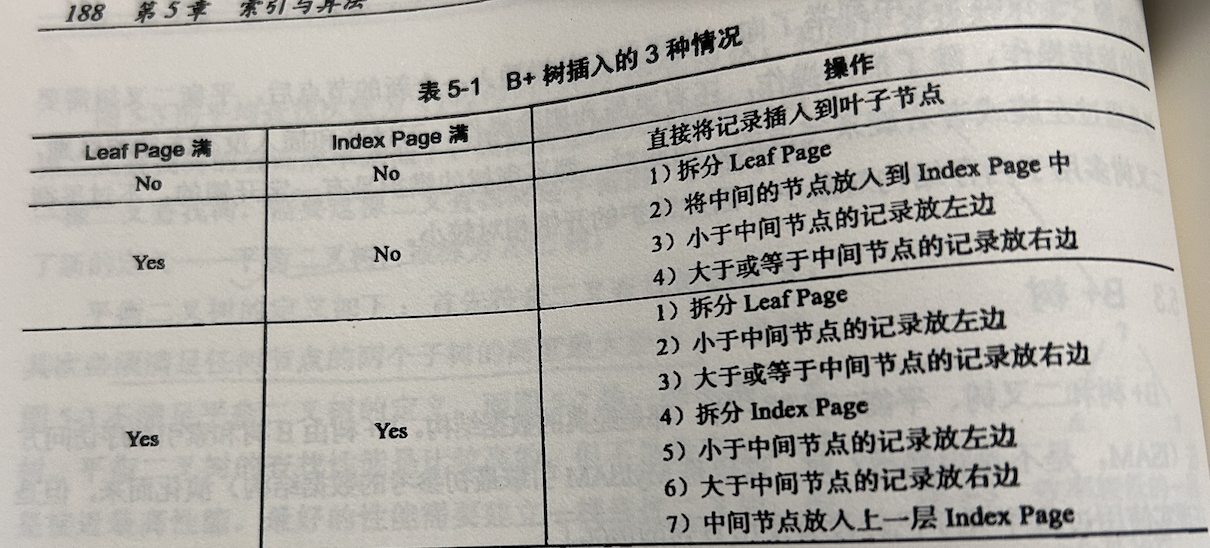 188 第5章 索引与算法
表 5-1 B+ 树插入的 3 种情况
Leaf Page 满 Index Page 满 操作
No No 直接将记录插入到叶子节点
1）拆分 Leaf Page
2）将中间的节点放入到 Index Page 中
Yes No 3）小于中间节点的记录放左边
4）大于或等于中间节点的记录放右边
1）拆分 Leaf Page
2）小于中间节点的记录放左边
3）大于或等于中间节点的记录放右边
Yes Yes 4）拆分 Index Page
5）小于中间节点的记录放左边
6）大于中间节点的记录放右边
7）中间节点放入上一层 Index Page